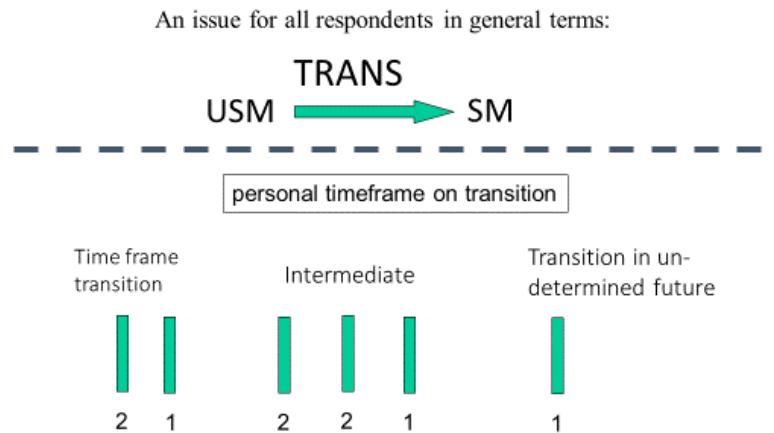 An issue for all respondents in general terms:
TRANS
USM SM
personal timeframe on transition
Time frame
transition
Intermediate
Transition in un-
determined future
2 1 2 2 1 1